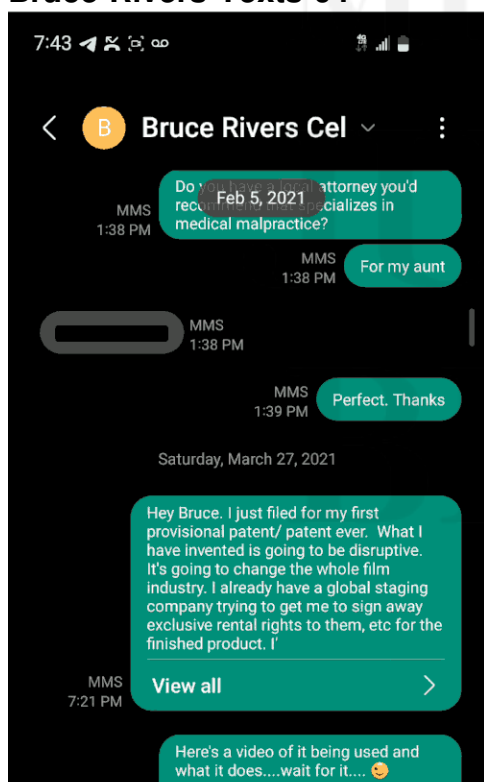 7:43
B Bruce Rivers Cel
Do you have a local attorney you'd
Feb 5, 2021
recommend that specializes in
medical malpractice?
MMS
1:38 PM
For my aunt
MMS
1:38 PM
MMS
1:38 PM
Perfect. Thanks
MMS
1:39 PM
Saturday, March 27, 2021
Hey Bruce. I just filed for my first
provisional patent/ patent ever. What I
have invented is going to be disruptive.
It's going to change the whole film
industry. I already have a global staging
company trying to get me to sign away
exclusive rental rights to them, etc for the
finished product. I'
View all
MMS
7:21 PM
Here's a video of it being used and
what it does....wait for it.... 😉